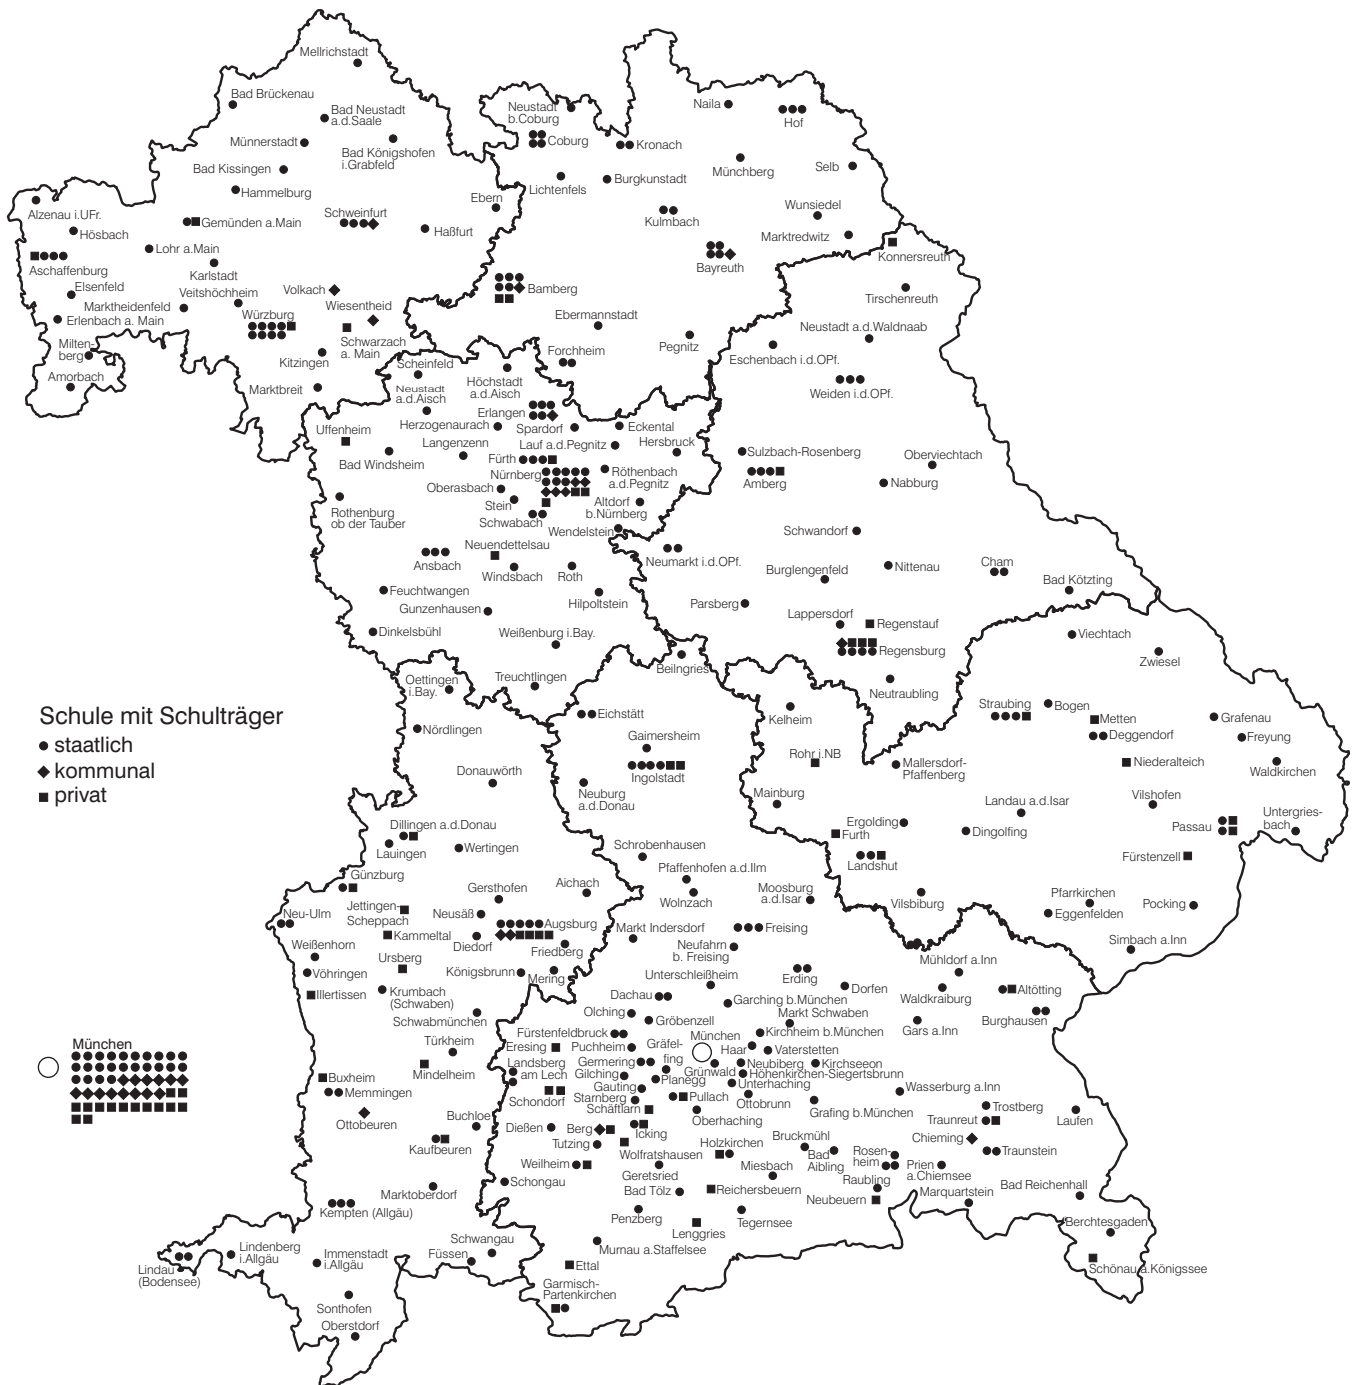 Mellrichstadt
Bad Brückenau
Bad Neustadt
a.d.Saale
Münnerstadt
Bad Königshofen
i.Grabfeld
Bad Kissingen
Hammelburg
Ebern
Alzenau i.UFr.
Hösbach
Gemünden a.Main
Schweinfurt
Haßfurt
Lohr a.Main
Aschaffenburg
Karlstadt
Elsenfeld
Marktheidenfeld
Veitshöchheim
Volkach
Erlenbach a. Main
Würzburg
Wiesentheid
Schwarzach
a. Main
Milten-
berg
Amorbach
Kitzingen
Marktbreit
Neustadt
b.Coburg
Coburg
Kronach
Naila
Hof
Lichtenfels
Burgkunstadt
Münchberg
Selb
Kulmbach
Wunsiedel
Marktredwitz
Bayreuth
Bamberg
Ebermannstadt
Forchheim
Pegnitz
Konnersreuth
Tirschenreuth
Neustadt a.d.Waldnaab
Eschenbach i.d.OPf.
Weiden i.d.OPf.
Scheinfeld
Neustadt
a.d.Aisch
Höchstadt
a.d.Aisch
Erlangen
Herzogenaurach
Spardorf
Eckental
Uffenheim
Langenzenn
Lauf a.d.Pegnitz
Hersbruck
Bad Windsheim
Fürth
Nürnberg
Röthenbach
a.d.Pegnitz
Oberasbach
Stein
Altdorf
b.Nürnberg
Schwabach
Wendelstein
Rothenburg
ob der Tauber
Ansbach
Neuendettelsau
Windsbach
Roth
Feuchtwangen
Gunzenhausen
Hilpoltstein
Dinkelsbühl
Weißenburg i.Bay.
Treuchtlingen
Sulzbach-Rosenberg
Amberg
Oberviechtach
Nabburg
Schwandorf
Neumarkt i.d.OPf.
Burglengenfeld
Nittenau
Cham
Bad Kötzting
Parsberg
Lappersdorf
Regenstauf
Regensburg
Neutraubling
Beilngries
Viechtach
Zwiesel
Straubing
Bogen
Metten
Deggendorf
Grafenau
Freyung
Kelheim
Rohr i.NB
Mallersdorf-
Pfaffenberg
Niederalteich
Waldkirchen
Mainburg
Landau a.d.Isar
Vilshofen
Ergolding
Furth
Dingolfing
Passau
Untergries-
bach
Landshut
Fürstenzell
Vilsbiburg
Pfarrkirchen
Eggenfelden
Pocking
Simbach a.Inn
Schule mit Schulträger
staatlich
kommunal
privat
Oettingen
i.Bay.
Nördlingen
Donauwörth
Dillingen a.d.Donau
Lauingen
Wertingen
Günzburg
Gersthofen
Aichach
Jettingen-
Scheppach
Neusäß
Augsburg
Neu-Ulm
Kammeltal
Diedorf
Friedberg
Weißenhorn
Ursberg
Königsbrunn
Mering
Vöhringen
Illertissen
Krumbach
(Schwaben)
Schwabmünchen
Türkheim
Buxheim
Mindelheim
Memmingen
Ottobeuren
Buchloe
Kaufbeuren
Marktoberdorf
Kempten (Allgäu)
Lindau
(Bodensee)
Lindenberg
i.Allgäu
Immenstadt
i.Allgäu
Füssen
Schwangau
Sonthofen
Oberstdorf
Eichstätt
Gaimersheim
Ingolstadt
Neuburg
a.d.Donau
Schrobenhausen
Pfaffenhofen a.d.Ilm
Wolnzach
Moosburg
a.d.Isar
Markt Indersdorf
Freising
Neufahrn
b. Freising
Unterschleißheim
Erding
Dorfen
Mühldorf a.Inn
Waldkraiburg
Altötting
Burghausen
Gars a.Inn
Dachau
Garching b.München
Olching
Gröbenzell
Markt Schwaben
Fürstenfeldbruck
München
Kirchheim b.München
Eresing
Puchheim
Gräfel-
fing
Haar
Vaterstetten
Landsberg
am Lech
Germering
Gilching
Planegg
Grünwald
Neubiberg
Kirchseeon
Höhenkirchen-Siegertsbrunn
Gauting
Unterhaching
Schondorf
Starnberg
Pullach
Ottobrunn
Wasserburg a.Inn
Schäftlarn
Oberhaching
Grafing b.München
Trostberg
Dießen
Berg
Icking
Traunreut
Laufen
Tutzing
Wolfratshausen
Holzkirchen
Bruckmühl
Chieming
Traunstein
Weilheim
Geretsried
Miesbach
Bad
Aibling
Rosen-
heim
Prien
a.Chiemsee
Schongau
Bad Tölz
Reichersbeuern
Raubling
Neubeuern
Marquartstein
Bad Reichenhall
Penzberg
Lenggries
Tegernsee
Berchtesgaden
Murnau a.Staffelsee
Schönau a.Königssee
Ettal
Garmisch-
Partenkirchen
München